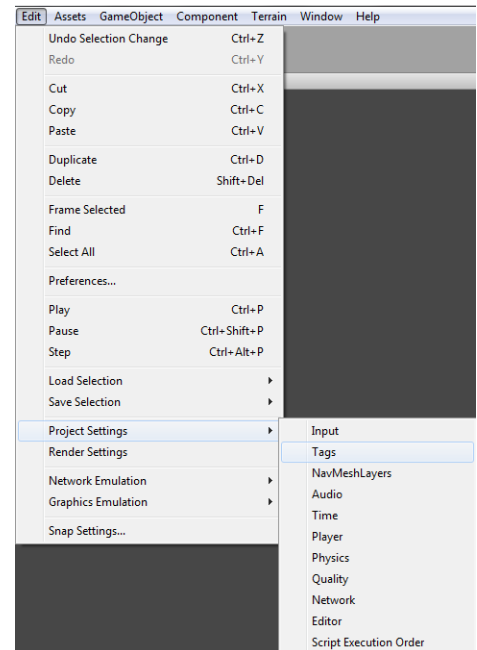 Edit Assets GameObject Component Terrain Window Help
Undo Selection Change Ctrl+Z
Redo Ctrl+Y
Cut Ctrl+X
Copy Ctrl+C
Paste Ctrl+V
Duplicate Ctrl+D
Delete Shift+Del
Frame Selected F
Find Ctrl+F
Select All Ctrl+A
Preferences...
Play Ctrl+P
Pause Ctrl+Shift+P
Step Ctrl+Alt+P
Load Selection
Save Selection
Project Settings
Render Settings
Network Emulation
Graphics Emulation
Snap Settings...
Input
Tags
NavMeshLayers
Audio
Time
Player
Physics
Quality
Network
Editor
Script Execution Order